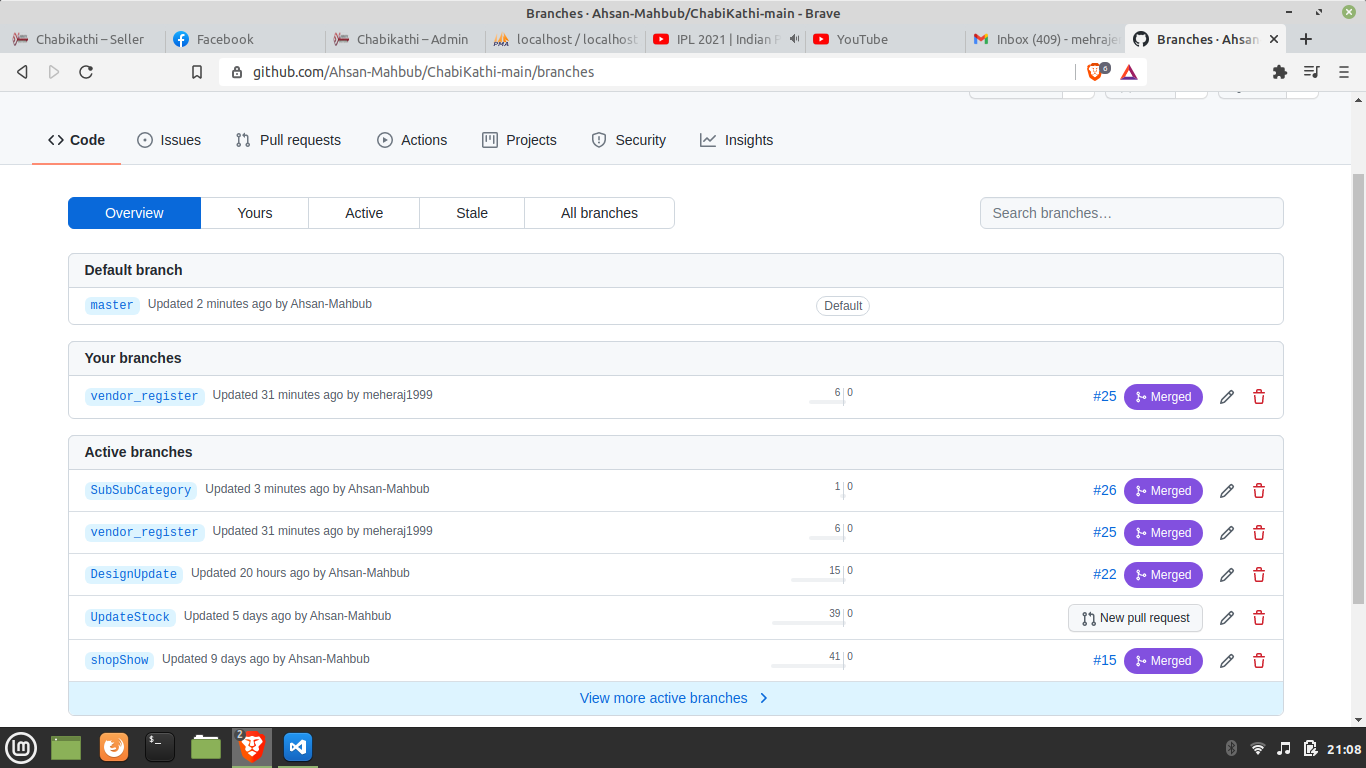 Branches · Ahsan-Mahbub/ChabiKathi-main - Brave
Chabikathi – Seller
Facebook
Chabikathi – Admin
PMA localhost / localhost
IPL 2021 | Indian
YouTube
Inbox (409) - mehraje
Branches · Ahsan
github.com/Ahsan-Mahbub/ChabiKathi-main/branches
0
Code Issues Pull requests Actions Projects Security Insights
Overview Yours Active Stale All branches Search branches…
Default branch
master Updated 2 minutes ago by Ahsan-Mahbub Default
Your branches
vendor_register Updated 31 minutes ago by meheraj1999 6 0 #25 Merged
Active branches
SubSubCategory Updated 3 minutes ago by Ahsan-Mahbub 1 0 #26 Merged
vendor_register Updated 31 minutes ago by meheraj1999 6 0 #25 Merged
DesignUpdate Updated 20 hours ago by Ahsan-Mahbub 15 0 #22 Merged
UpdateStock Updated 5 days ago by Ahsan-Mahbub 39 0 New pull request
shopShow Updated 9 days ago by Ahsan-Mahbub 41 0 #15 Merged
View more active branches
2
21:08